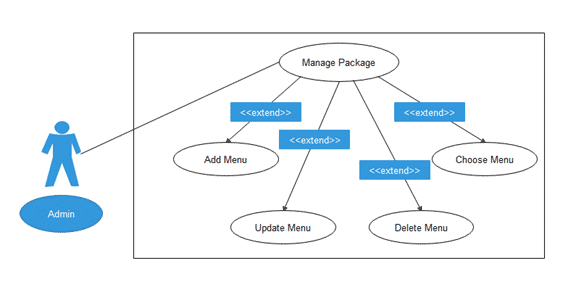 Manage Package
<<extend>>
<<extend>>
<<extend>>
Add Menu
Choose Menu
<<extend>>
Admin
Update Menu
Delete Menu